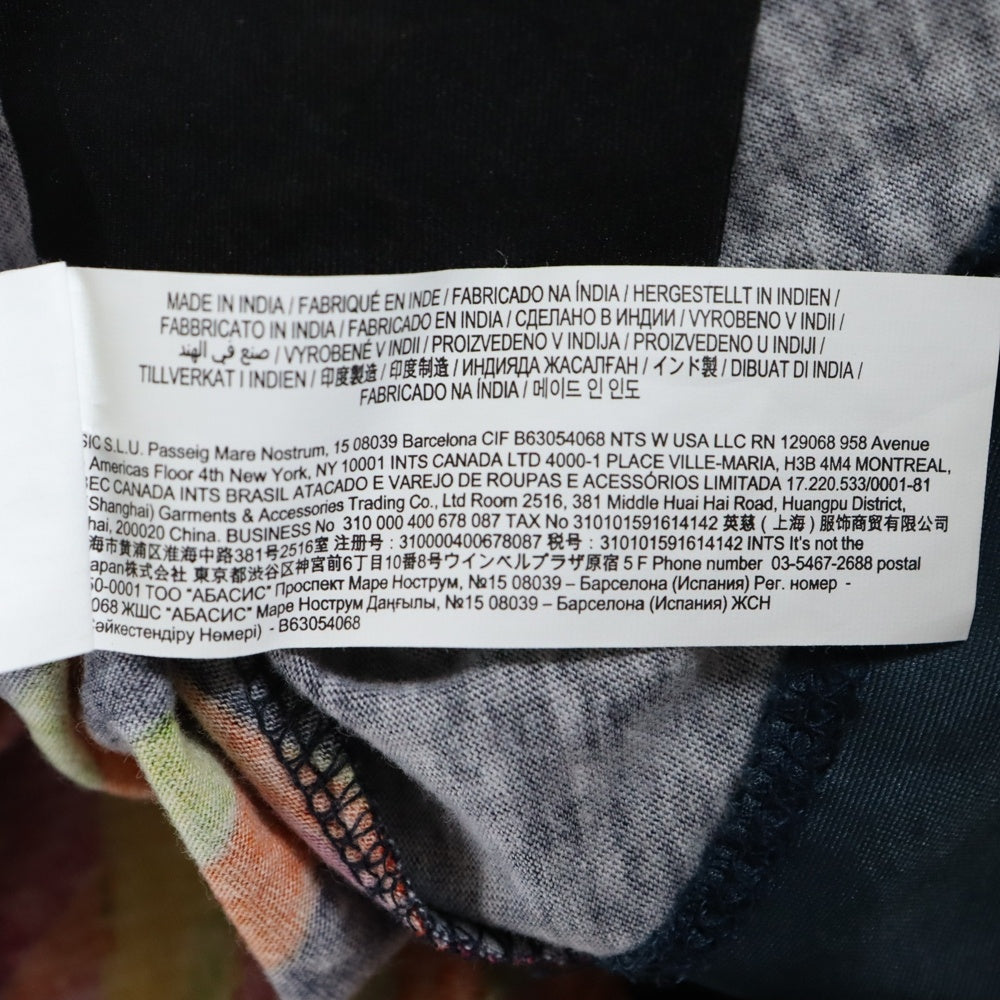 MADE IN INDIA / FABRIQUÉ EN INDE / FABRICADO NA ÍNDIA / HERGESTELLT IN INDIEN /
FABBRICATO IN INDIA / FABRICADO EN INDIA / СДЕЛАНО В ИНДИИ / VYROBENO V INDII /
صنع في الهند / VYROBENÉ V INDII / PROIZVEDENO V INDIJA / PROIZVEDENO U INDIJI /
TILLVERKAT I INDIEN / 印度製造 / 印度制造 / ИНДИЯДА ЖАСАЛҒАН / インド製 / DIBUAT DI INDIA /
FABRICADO NA ÍNDIA / 메이드 인 인도
SIC S.L.U. Passeig Mare Nostrum, 15 08039 Barcelona CIF B63054068 NTS W USA LLC RN 129068 958 Avenue
Americas Floor 4th New York, NY 10001 INTS CANADA LTD 4000-1 PLACE VILLE-MARIA, H3B 4M4 MONTREAL,
BEC CANADA INTS BRASIL ATACADO E VAREJO DE ROUPAS E ACESSÓRIOS LIMITADA 17.220.533/0001-81
(Shanghai) Garments & Accessories Trading Co., Ltd Room 2516, 381 Middle Huai Hai Road, Huangpu District,
hai, 200020 China. BUSINESS No 310 000 400 678 087 TAX No 310101591614142 英慈 ( 上海 ) 服饰商贸有限公司
海市黄浦区淮海中路381号2516室 注册号 : 310000400678087 税号 : 310101591614142 INTS It's not the
apan株式会社 東京都渋谷区神宮前6丁目10番8号ウインベルプラザ原宿 5 F Phone number 03-5467-2688 postal
50-0001 ТОО "АБАСИС" Проспект Маре Нострум, №15 08039 – Барселона (Испания) Рег. номер -
068 ЖШС "АБАСИС" Маре Нострум Даңғылы, №15 08039 – Барселона (Испания) ЖСН
әйкестендіру Нөмері) - B63054068